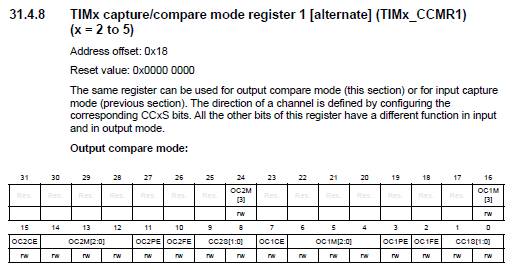 31.4.8 TIMx capture/compare mode register 1 [alternate] (TIMx_CCMR1)
(x = 2 to 5)
Address offset: 0x18
Reset value: 0x0000 0000
The same register can be used for output compare mode (this section) or for input capture
mode (previous section). The direction of a channel is defined by configuring the
corresponding CCxS bits. All the other bits of this register have a different function in input
and in output mode.
Output compare mode:
31 30 29 28 27 26 25 24 23 22 21 20 19 18 17 16
Res. Res. Res. Res. Res. Res. Res. OC2M [3] Res. Res. Res. Res. Res. Res. Res. OC1M [3]
rw rw
15 14 13 12 11 10 9 8 7 6 5 4 3 2 1 0
OC2CE OC2M[2:0] OC2PE OC2FE CC2S[1:0] OC1CE OC1M[2:0] OC1PE OC1FE CC1S[1:0]
rw rw rw rw rw rw rw rw rw rw rw rw rw rw rw rw